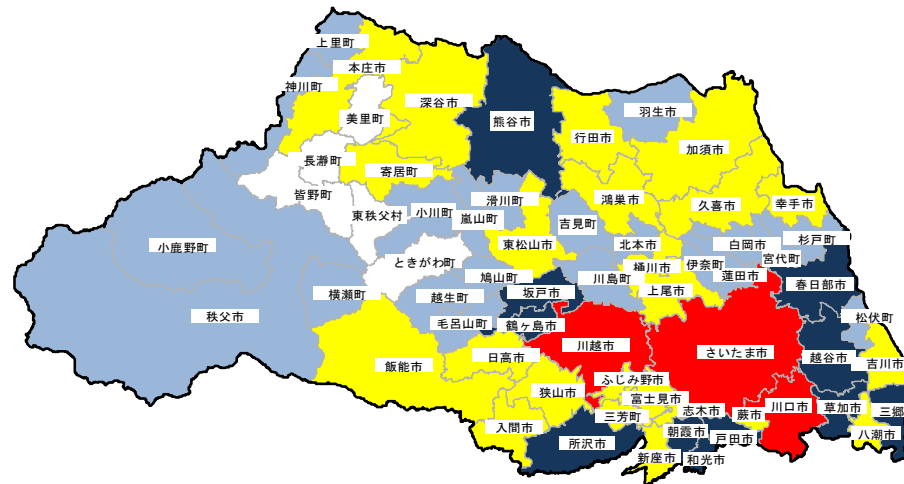 上里町
本庄市
神川町
深谷市
美里町
熊谷市
羽生市
行田市
加須市
長瀞町
寄居町
皆野町
滑川町
鴻巣市
久喜市
幸手市
東秩父村
小川町
嵐山町
吉見町
小鹿野町
東松山市
北本市
白岡市
杉戸町
ときがわ町
宮代町
鳩山町
川島町
桶川市
伊奈町
蓮田市
春日部市
横瀬町
越生町
坂戸市
上尾市
秩父市
毛呂山町
鶴ヶ島市
松伏町
川越市
さいたま市
越谷市
吉川市
飯能市
日高市
ふじみ野市
狭山市
富士見市
三芳町
志木市
蕨市
川口市
草加市
三郷
入間市
所沢市
朝霞市
戸田市
八潮市
新座市
和光市